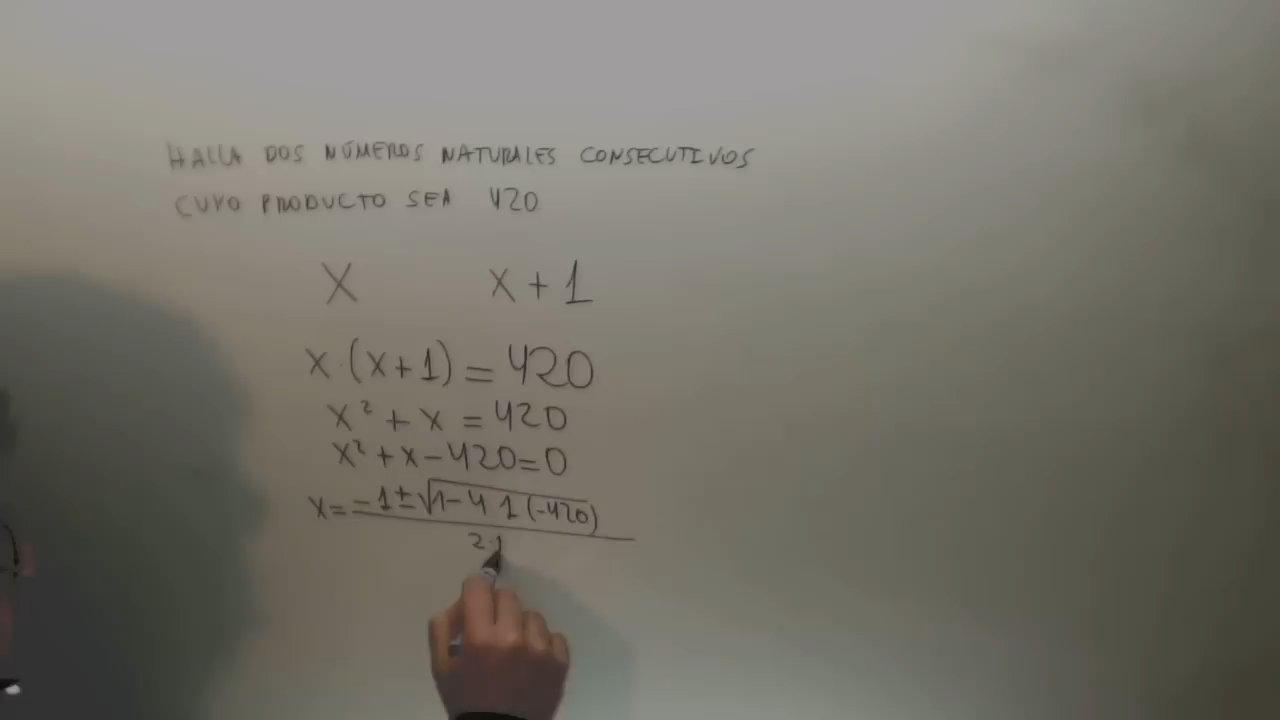 HALLA DOS NÚMEROS NATURALES CONSECUTIVOS
CUYO PRODUCTO SEA 420
X x + 1
x · (x + 1) = 420
x² + x = 420
x² + x - 420 = 0
x = -1 ± √1 - 4 1 (-420)
2·1